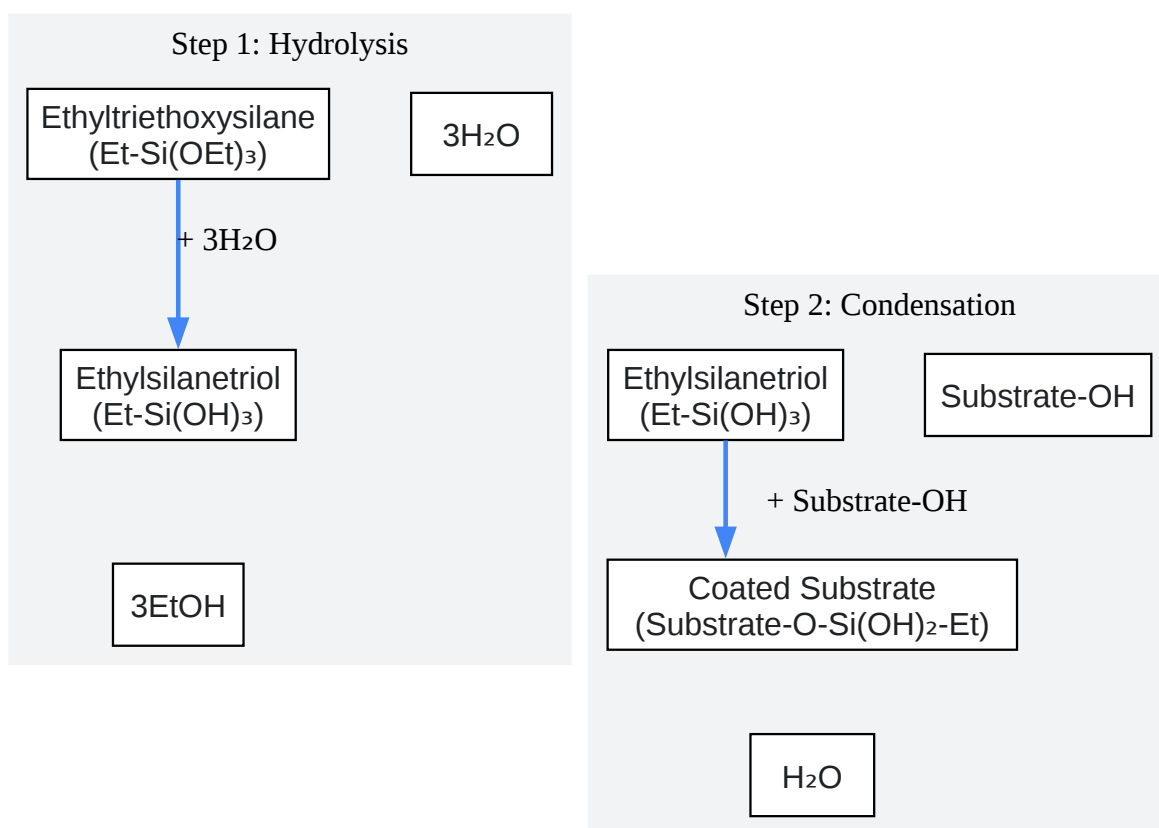 Step 1: Hydrolysis
Ethyltriethoxysilane
(Et-Si(OEt)₃)
3H₂O
+ 3H₂O
Ethylsilanetriol
(Et-Si(OH)₃)
3EtOH
Step 2: Condensation
Ethylsilanetriol
(Et-Si(OH)₃)
Substrate-OH
+ Substrate-OH
Coated Substrate
(Substrate-O-Si(OH)₂-Et)
H₂O